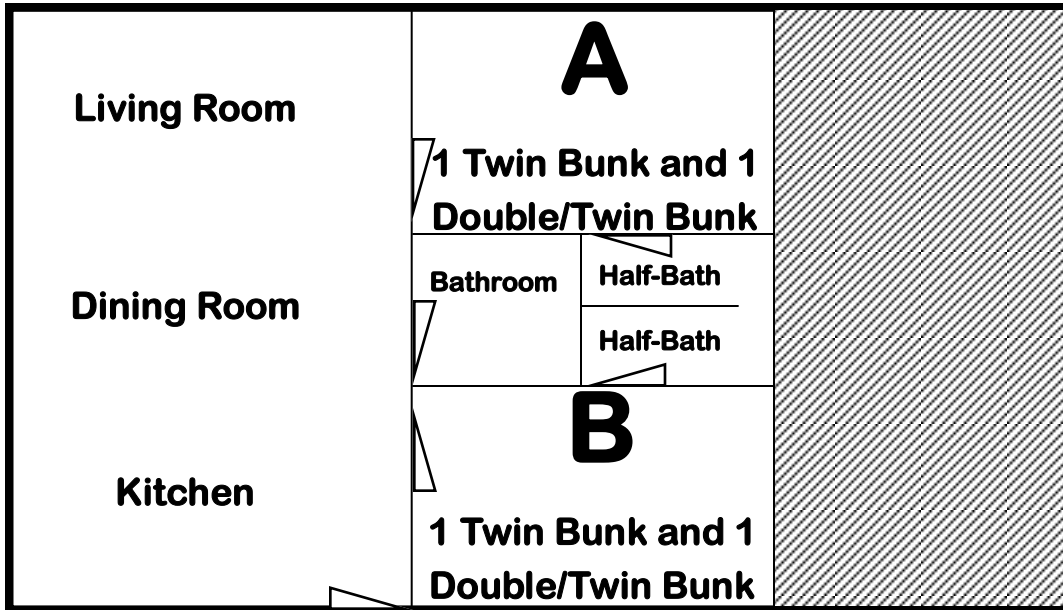 Living Room
A
1 Twin Bunk and 1
Double/Twin Bunk
Dining Room
Bathroom
Half-Bath
Half-Bath
Kitchen
B
1 Twin Bunk and 1
Double/Twin Bunk